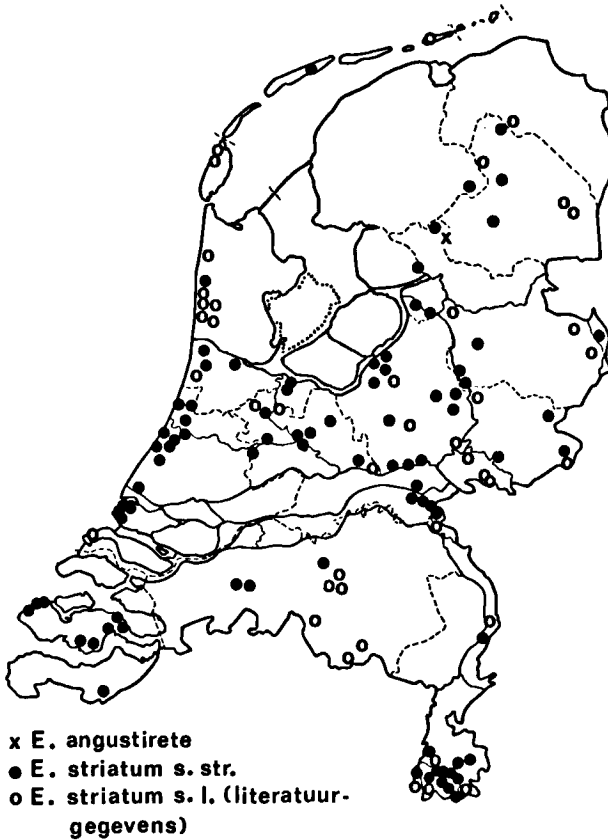 x E. angustirete
● E. striatum s. str.
o E. striatum s. l. (literatuur-
gegevens)